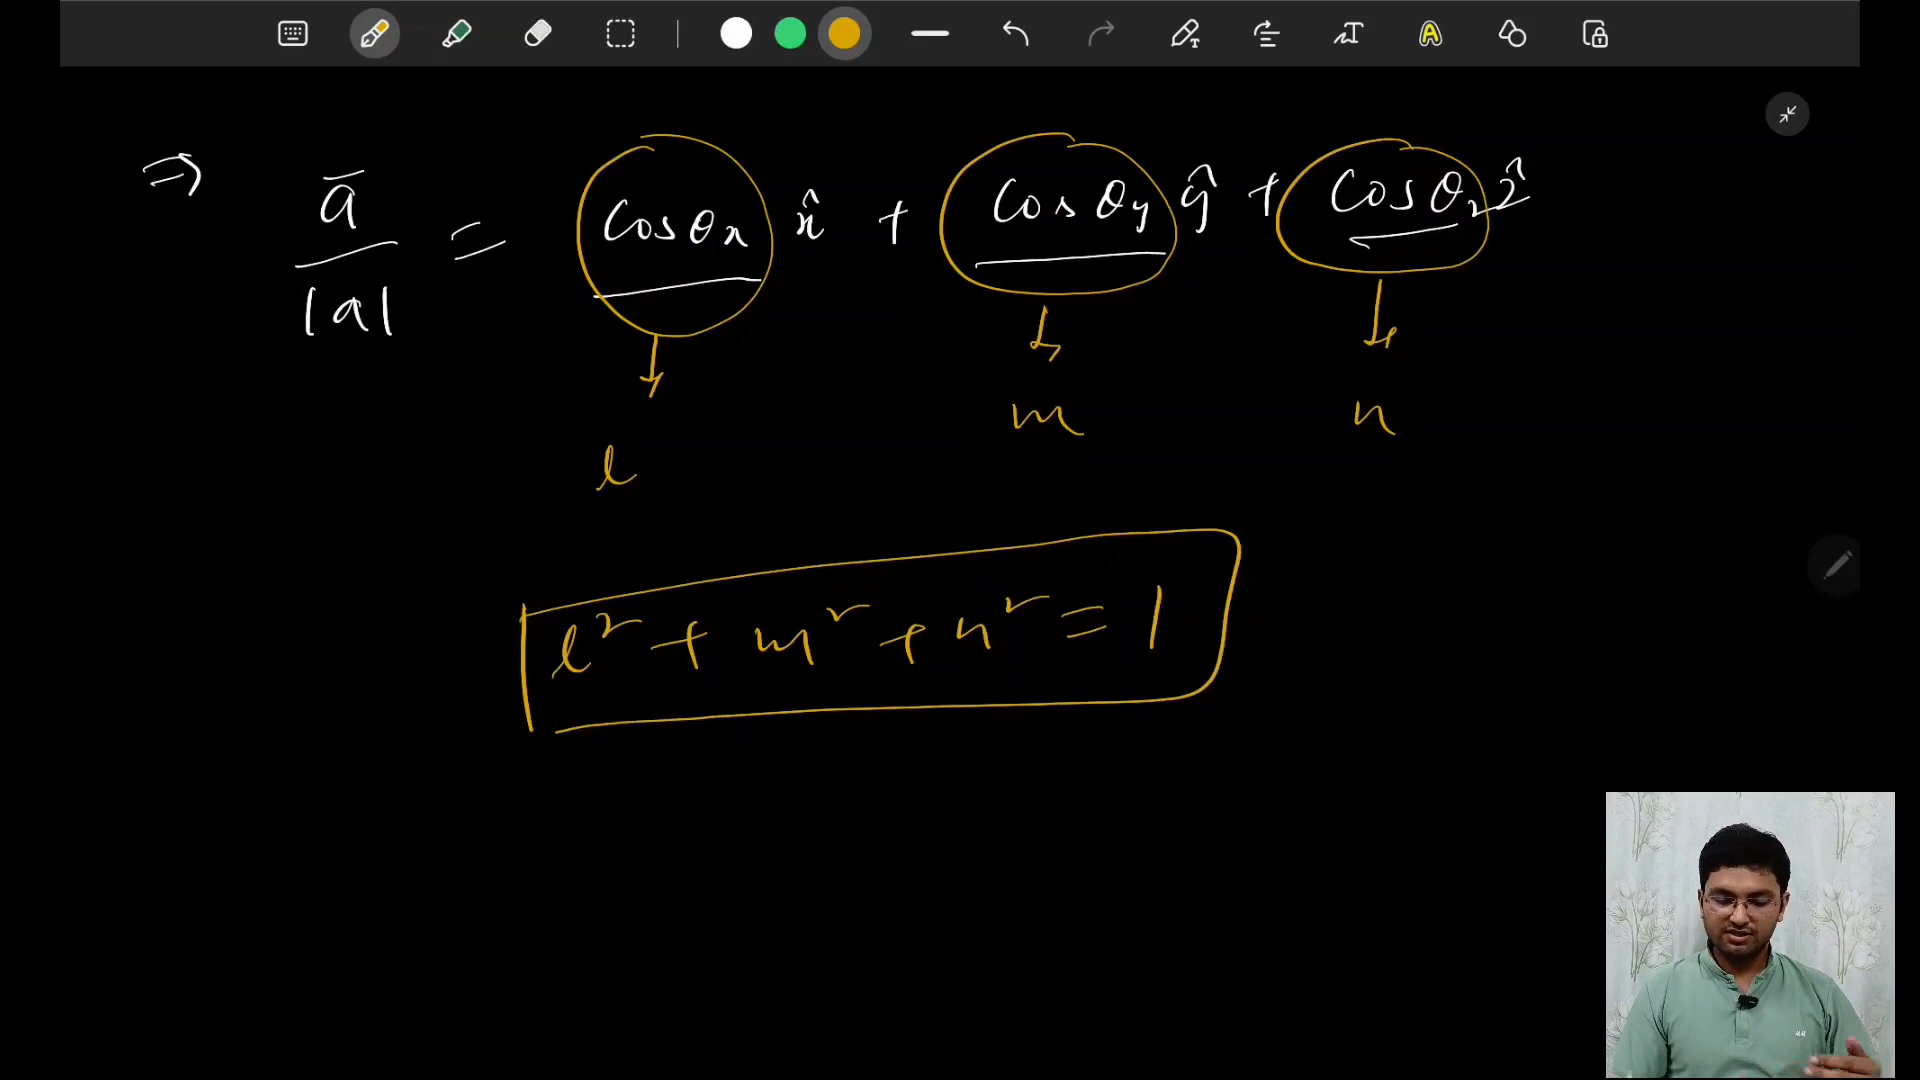 ⇒ a̅ / |a| = Cosθx x̂ + Cosθy ŷ + Cosθz ẑ
l m n
l² + m² + n² = 1